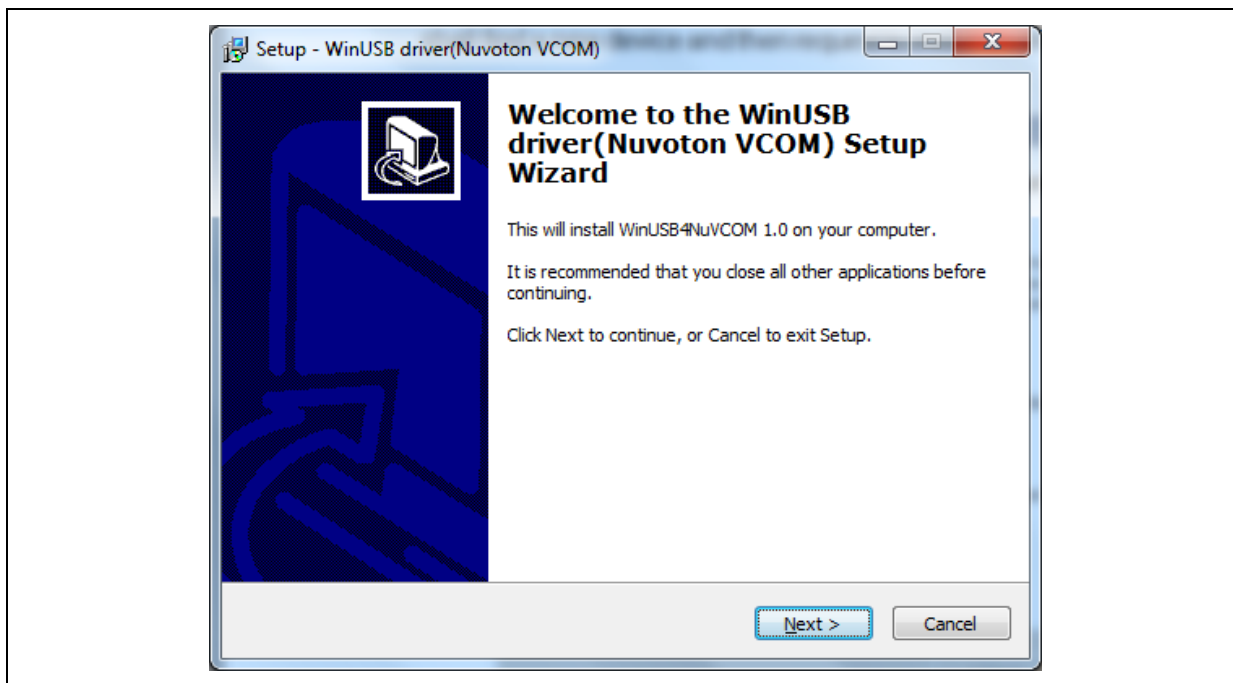 Setup - WinUSB driver(Nuvoton VCOM)
Welcome to the WinUSB
driver(Nuvoton VCOM) Setup
Wizard
This will install WinUSB4NuVCOM 1.0 on your computer.
It is recommended that you close all other applications before
continuing.
Click Next to continue, or Cancel to exit Setup.
Next >
Cancel